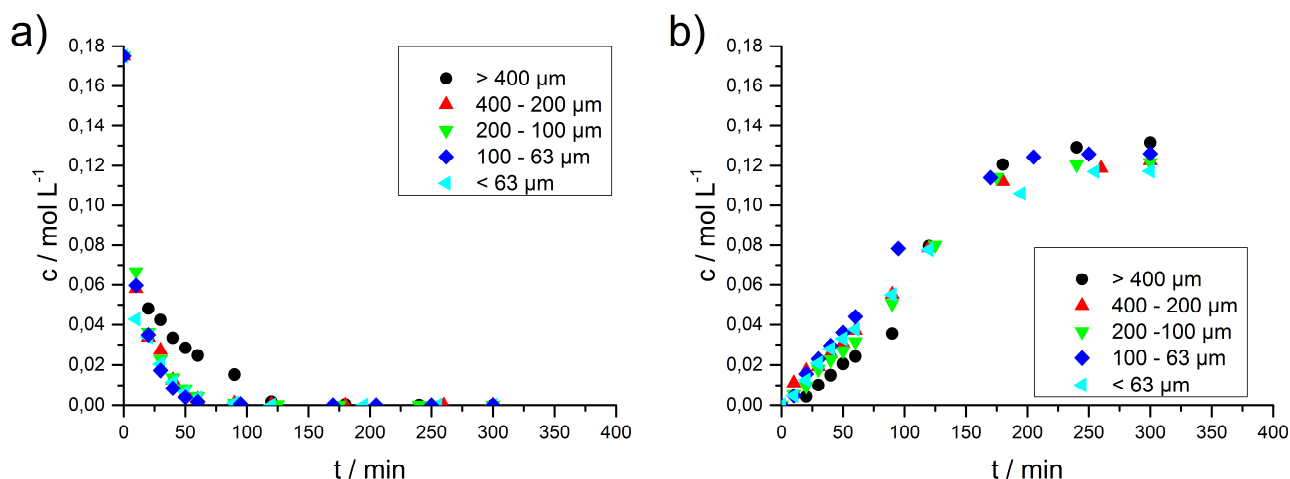 a)
0,18
0,16
0,14
0,12
0,10
0,08
0,06
0,04
0,02
0,00
c / mol L⁻¹
0 50 100 150 200 250 300 350 400
t / min
> 400 µm
400 - 200 µm
200 - 100 µm
100 - 63 µm
< 63 µm
b)
0,18
0,16
0,14
0,12
0,10
0,08
0,06
0,04
0,02
0,00
c / mol L⁻¹
0 50 100 150 200 250 300 350 400
t / min
> 400 µm
400 - 200 µm
200 -100 µm
100 - 63 µm
< 63 µm